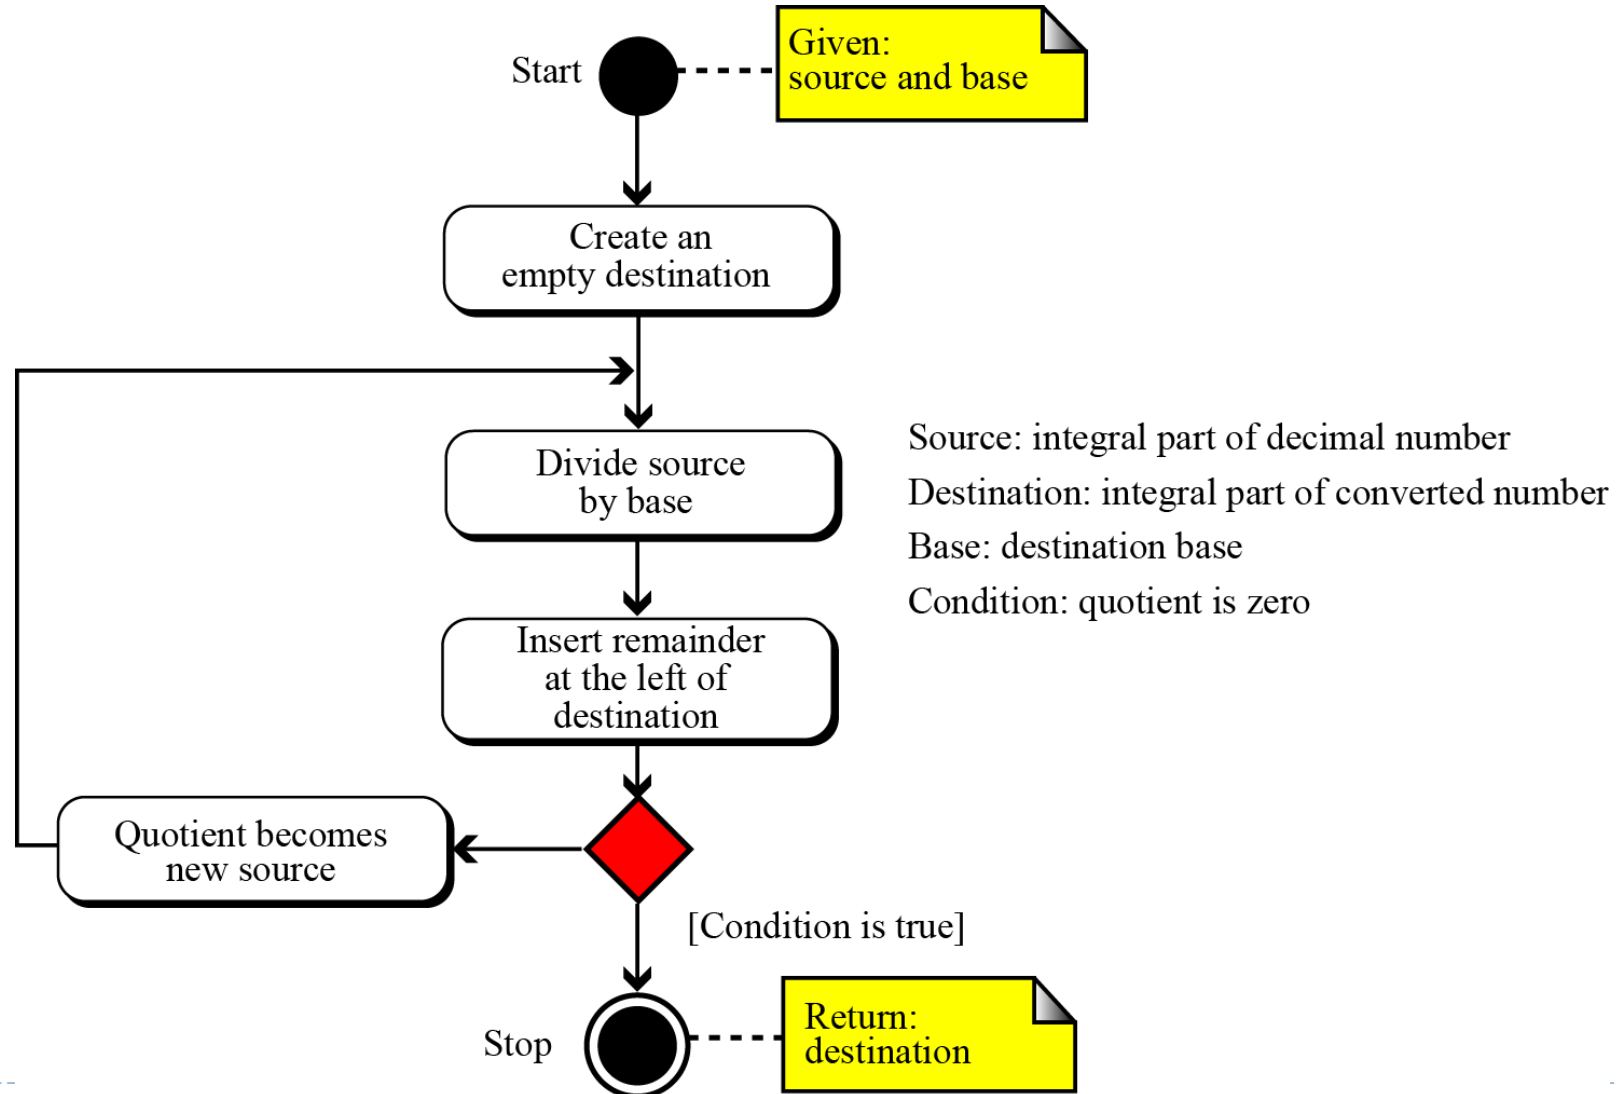 Start
Given:
source and base
Create an
empty destination
Divide source
by base
Source: integral part of decimal number
Destination: integral part of converted number
Base: destination base
Condition: quotient is zero
Insert remainder
at the left of
destination
Quotient becomes
new source
[Condition is true]
Stop
Return:
destination